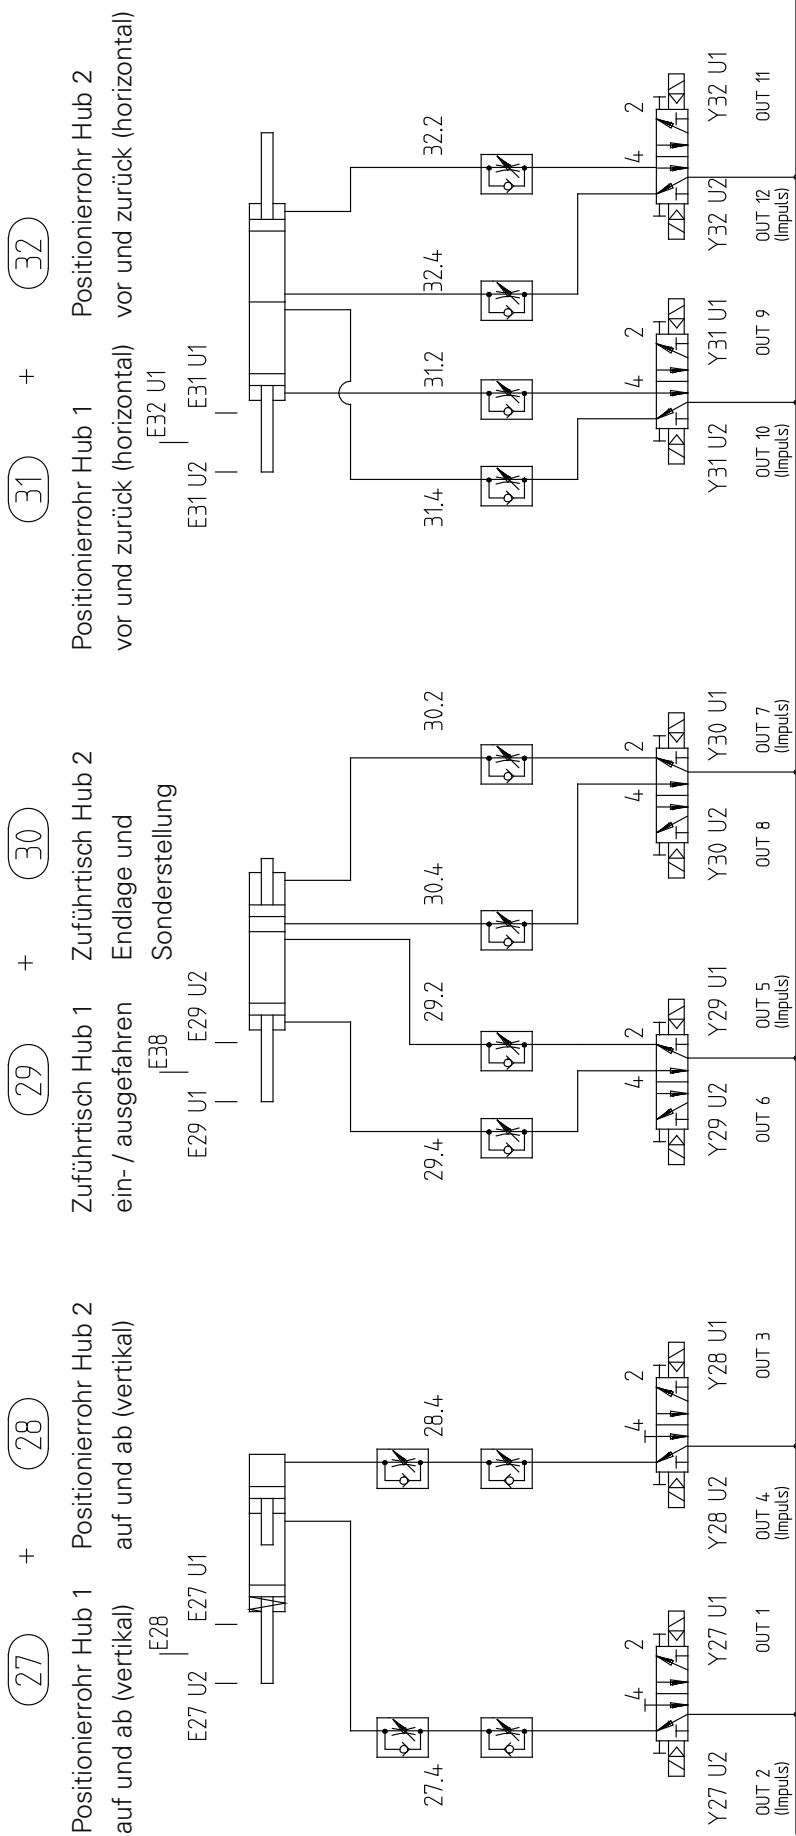 27 + 28
Positionierrohr Hub 1
auf und ab (vertikal)
Positionierrohr Hub 2
auf und ab (vertikal)
E28
E27 U2
E27 U1
27.4
28.4
4
2
4
2
Y27 U2
Y27 U1
Y28 U2
Y28 U1
OUT 2
(Impuls)
OUT 1
OUT 4
(Impuls)
OUT 3
29 + 30
Zuführtisch Hub 1
ein- / ausgefahren
Zuführtisch Hub 2
Endlage und
Sonderstellung
E38
E29 U1
E29 U2
29.4
29.2
30.4
30.2
4
2
4
2
Y29 U2
Y29 U1
Y30 U2
Y30 U1
OUT 6
OUT 5
(Impuls)
OUT 8
OUT 7
(Impuls)
31 + 32
Positionierrohr Hub 1
vor und zurück (horizontal)
Positionierrohr Hub 2
vor und zurück (horizontal)
E32 U1
E31 U2
E31 U1
31.4
31.2
32.4
32.2
4
2
4
2
Y31 U2
Y31 U1
Y32 U2
Y32 U1
OUT 10
(Impuls)
OUT 9
OUT 12
(Impuls)
OUT 11